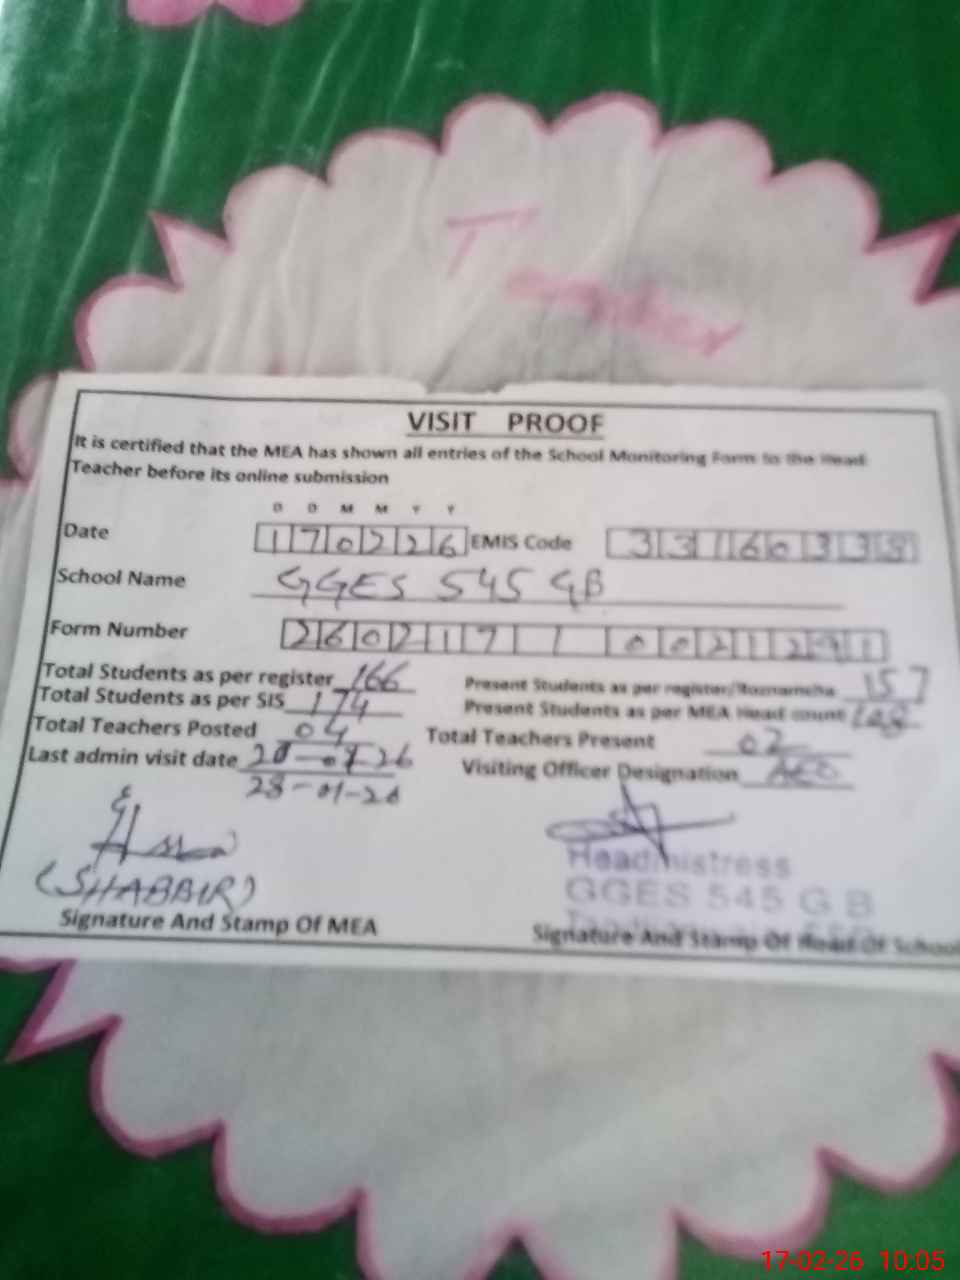 VISIT PROOF
It is certified that the MEA has shown all entries of the School Monitoring Form to the Head
Teacher before its online submission
D D M M Y Y
Date 170226 EMIS Code 33160338
School Name GGES 545 GB
Form Number 260217 / 0021291
Total Students as per register 166 Present Students as per register/Roznamcha 157
Total Students as per SIS 174 Present Students as per MEA Head count
Total Teachers Posted 04 Total Teachers Present 02
Last admin visit date Visiting Officer Designation AEO
28-01-26
(SHABBIR)
Headmistress
GGES 545 G B
Signature And Stamp Of MEA Signature And Stamp Of Head Of School
17-02-26 10:05